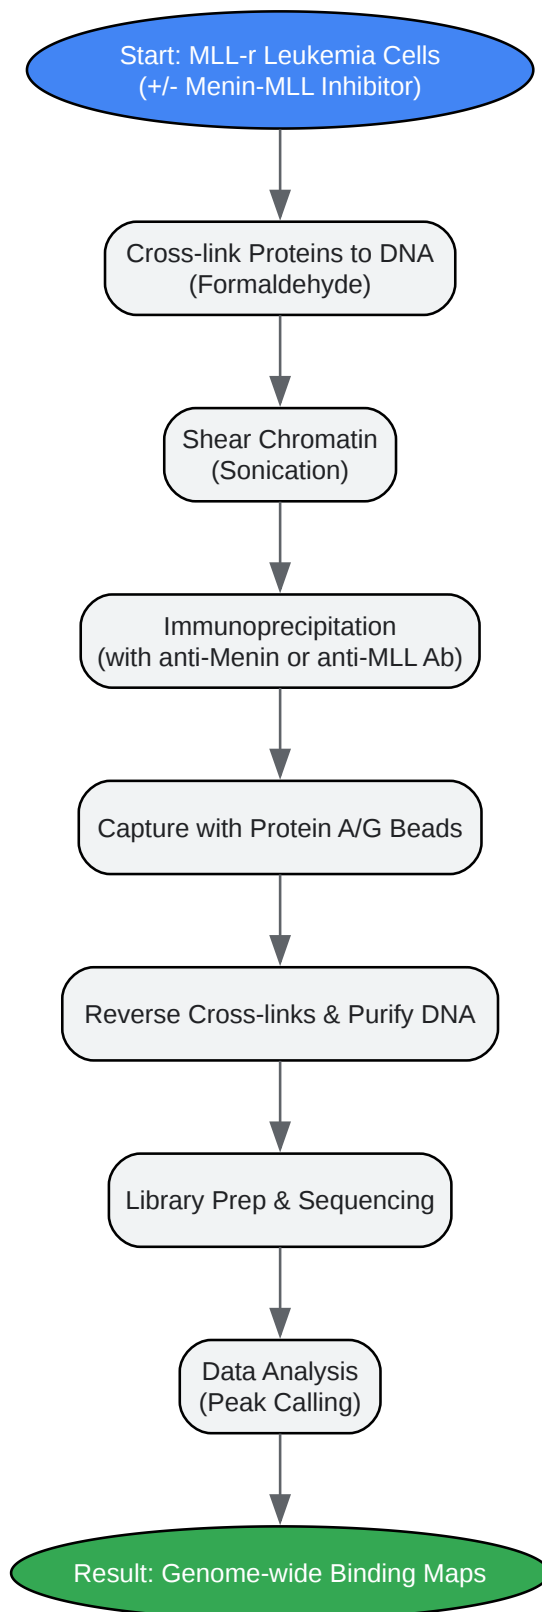 Start: MLL-r Leukemia Cells
(+/- Menin-MLL Inhibitor)
Cross-link Proteins to DNA
(Formaldehyde)
Shear Chromatin
(Sonication)
Immunoprecipitation
(with anti-Menin or anti-MLL Ab)
Capture with Protein A/G Beads
Reverse Cross-links & Purify DNA
Library Prep & Sequencing
Data Analysis
(Peak Calling)
Result: Genome-wide Binding Maps